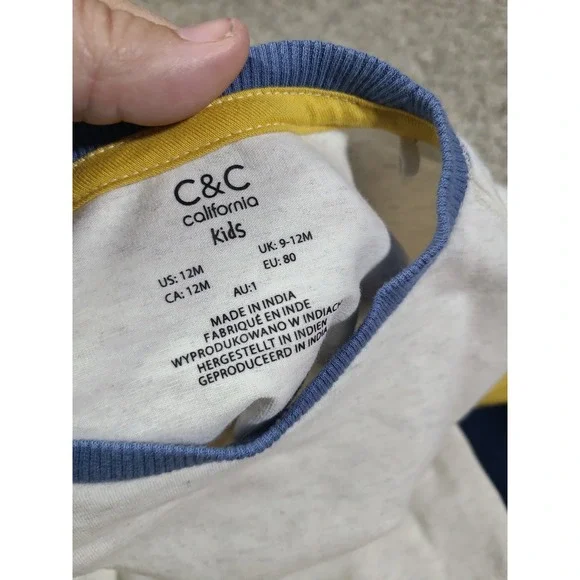 C&C
california
kids
US: 12M UK: 9-12M
CA: 12M EU: 80
AU:1
MADE IN INDIA
FABRIQUÉ EN INDE
WYPRODUKOWANO W INDIACH
HERGESTELLT IN INDIEN
GEPRODUCEERD IN INDIA